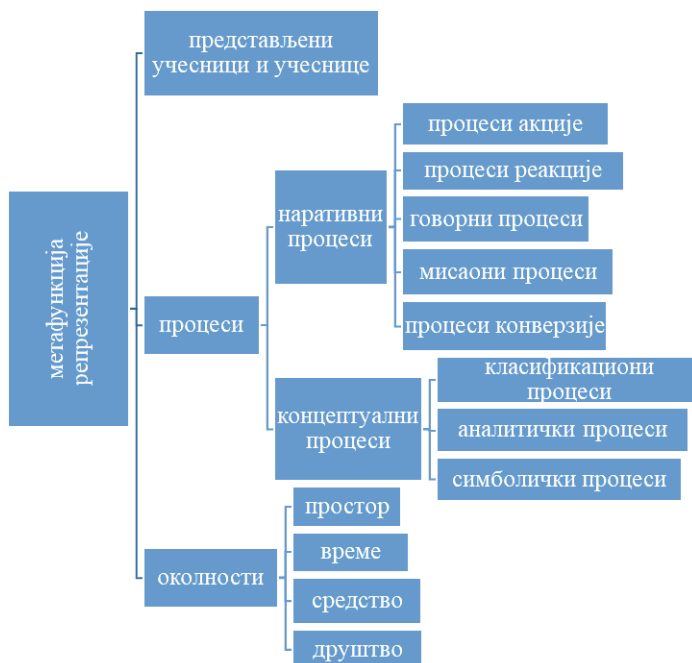 метафункција
репрезентације
представљени
учесници и учеснице
процеси
наративни
процеси
процеси акције
процеси реакције
говорни процеси
мисаони процеси
процеси конверзије
концептуални
процеси
класификациони
процеси
аналитички процеси
симболички процеси
околности
простор
време
средство
друштво